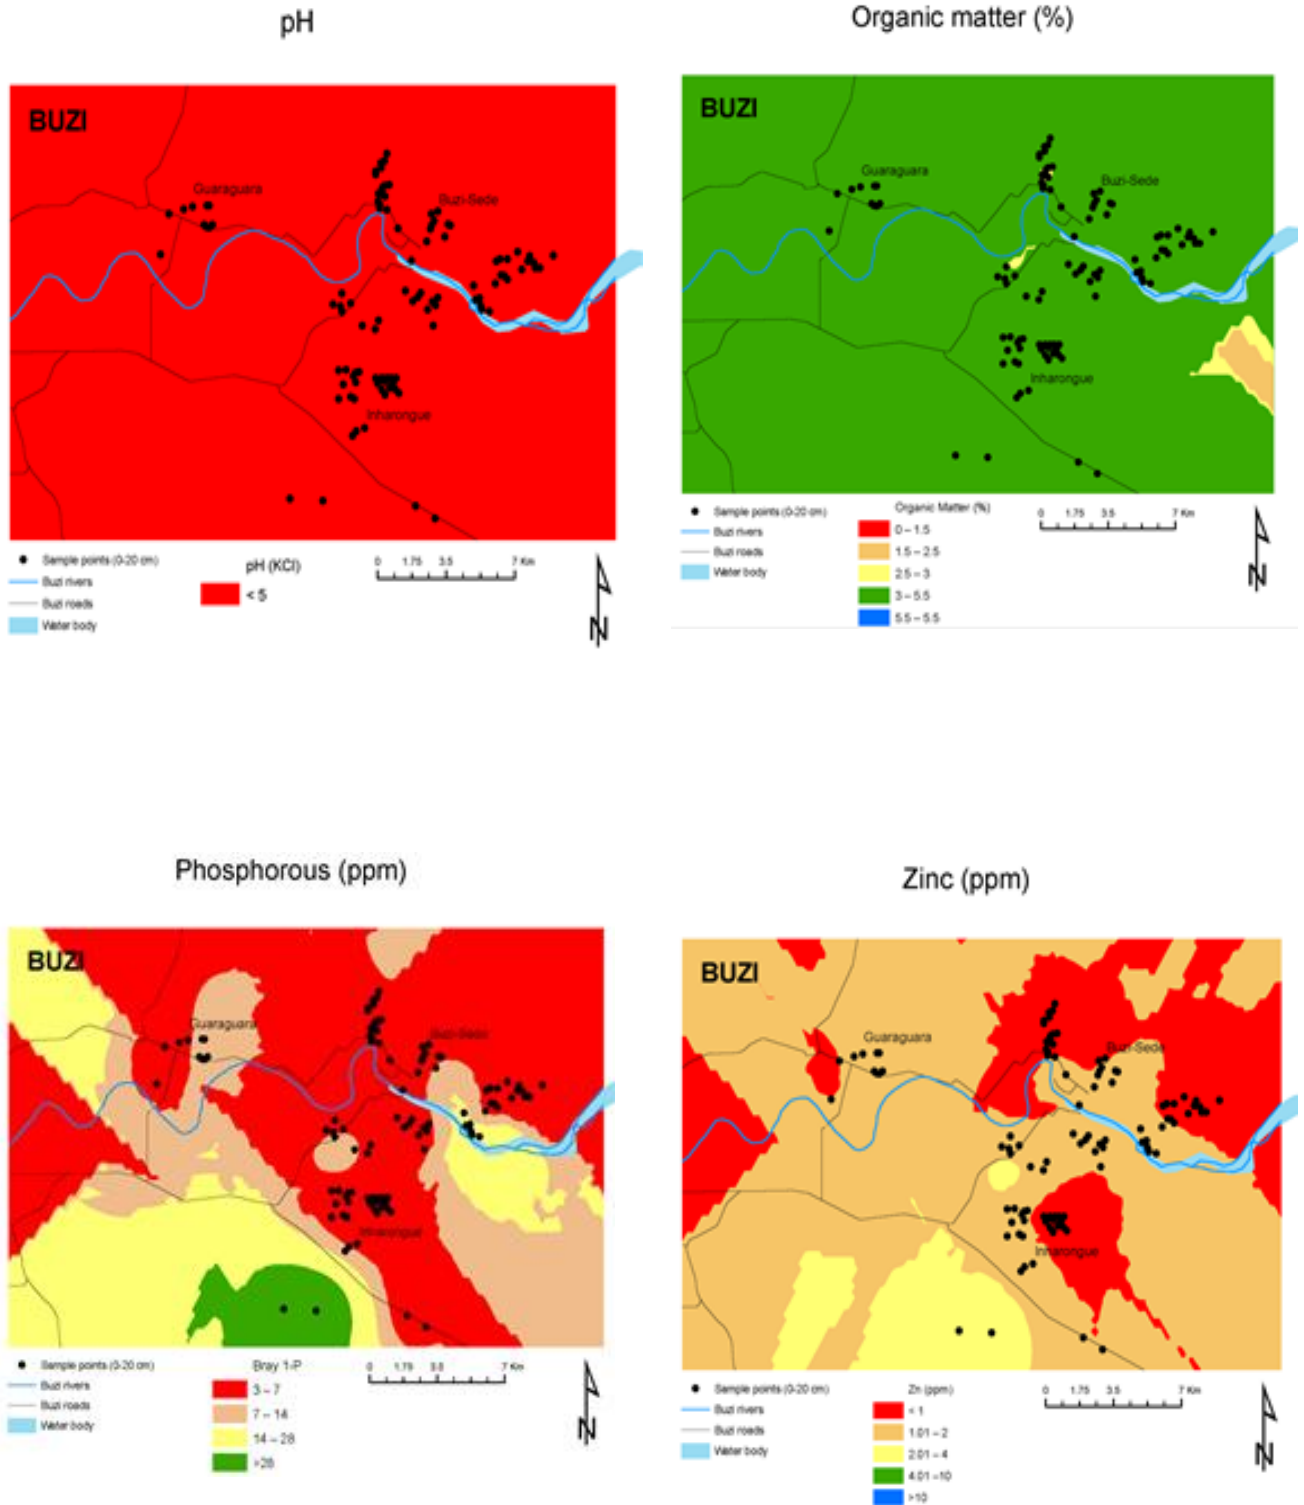 pH
BUZI
Guaraguara
Buzi-Sede
Inharongue
Sample points (0-20 cm)
Buzi rivers
Buzi roads
Water body
pH (KCl)
< 5
0 1.75 3.5 7 Km
N
Organic matter (%)
BUZI
Guaraguara
Buzi-Sede
Inharongue
Sample points (0-20 cm)
Buzi rivers
Buzi roads
Water body
Organic Matter (%)
0 – 1.5
1.5 – 2.5
2.5 – 3
3 – 5.5
5.5 – 5.5
0 1.75 3.5 7 Km
N
Phosphorous (ppm)
BUZI
Guaraguara
Buzi-Sede
Inharongue
Sample points (0-20 cm)
Buzi rivers
Buzi roads
Water body
Bray 1-P
3 – 7
7 – 14
14 – 28
>28
0 1.75 3.5 7 Km
N
Zinc (ppm)
BUZI
Guaraguara
Buzi-Sede
Inharongue
Sample points (0-20 cm)
Buzi rivers
Buzi roads
Water body
Zn (ppm)
< 1
1.01 – 2
2.01 – 4
4.01 –10
>10
0 1.75 3.5 7 Km
N